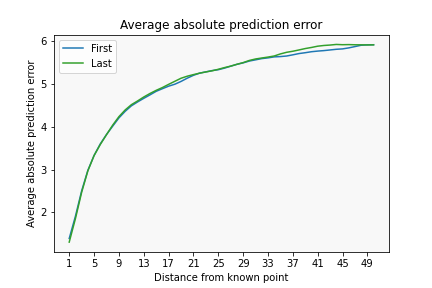 Average absolute prediction error
First
Last
Average absolute prediction error
6
5
4
3
2
1 5 9 13 17 21 25 29 33 37 41 45 49
Distance from known point